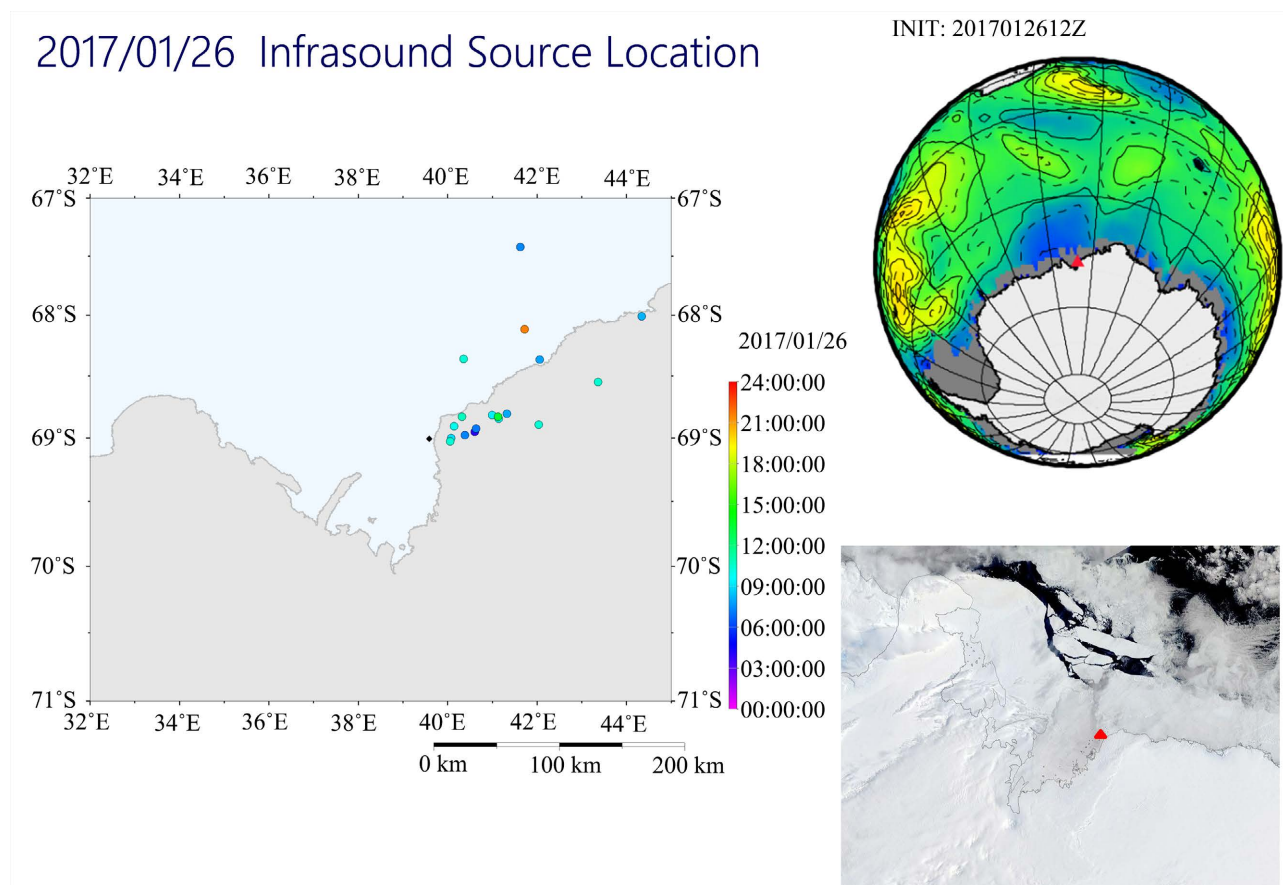 2017/01/26 Infrasound Source Location
INIT: 2017012612Z
32˚E 34˚E 36˚E 38˚E 40˚E 42˚E 44˚E
67˚S 67˚S
68˚S 68˚S
2017/01/26
24:00:00
21:00:00
69˚S 69˚S
18:00:00
15:00:00
12:00:00
70˚S 70˚S
09:00:00
06:00:00
03:00:00
71˚S 71˚S
00:00:00
32˚E 34˚E 36˚E 38˚E 40˚E 42˚E 44˚E
0 km 100 km 200 km